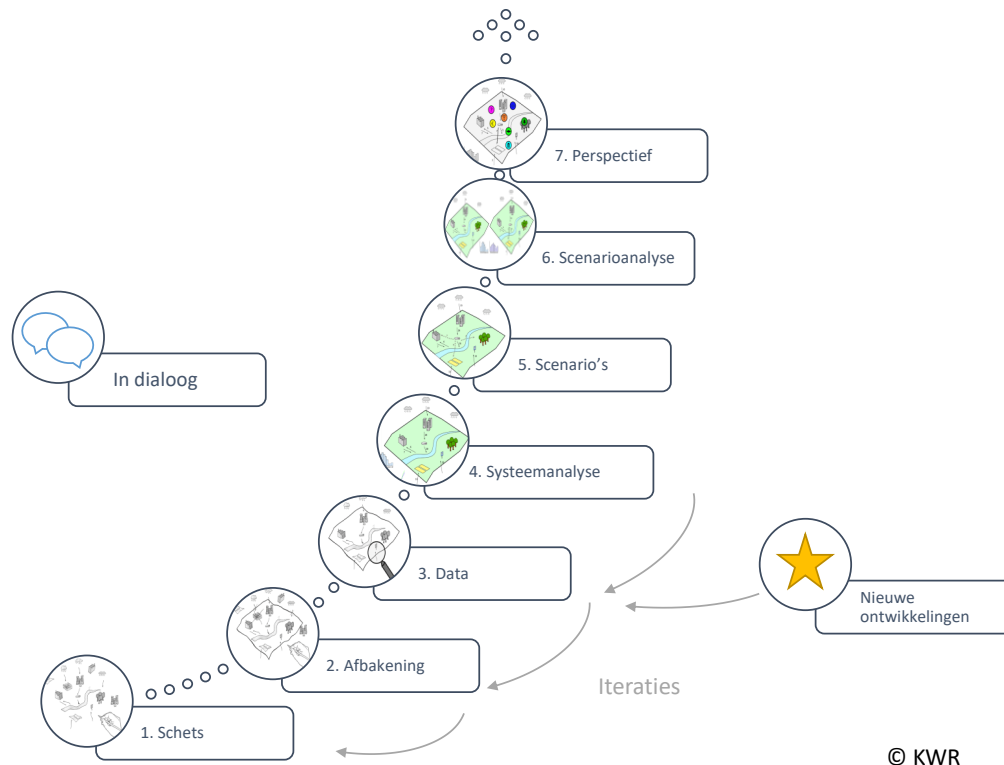 7. Perspectief
6. Scenarioanalyse
5. Scenario's
In dialoog
4. Systeemanalyse
3. Data
Nieuwe
ontwikkelingen
2. Afbakening
Iteraties
1. Schets
© KWR